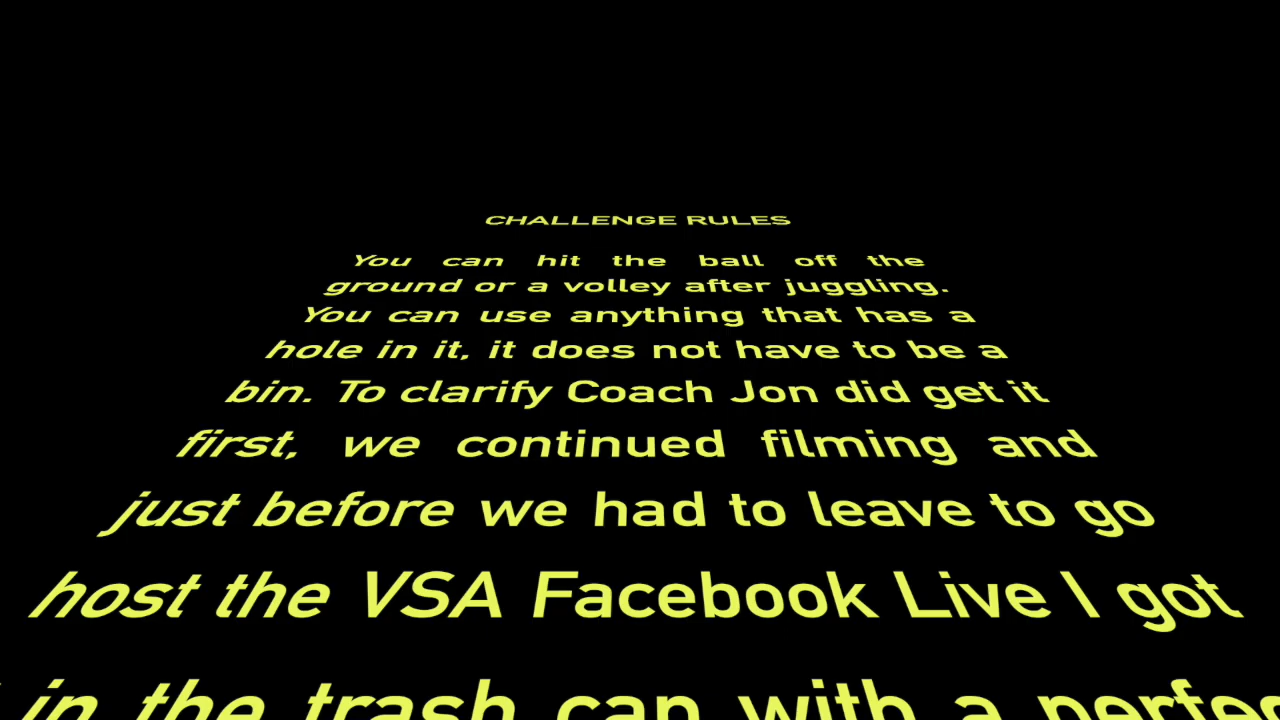 CHALLENGE RULES
You can hit the ball off the
ground or a volley after juggling.
You can use anything that has a
hole in it, it does not have to be a
bin. To clarify Coach Jon did get it
first, we continued filming and
just before we had to leave to go
host the VSA Facebook Live I got
in the trash can with a